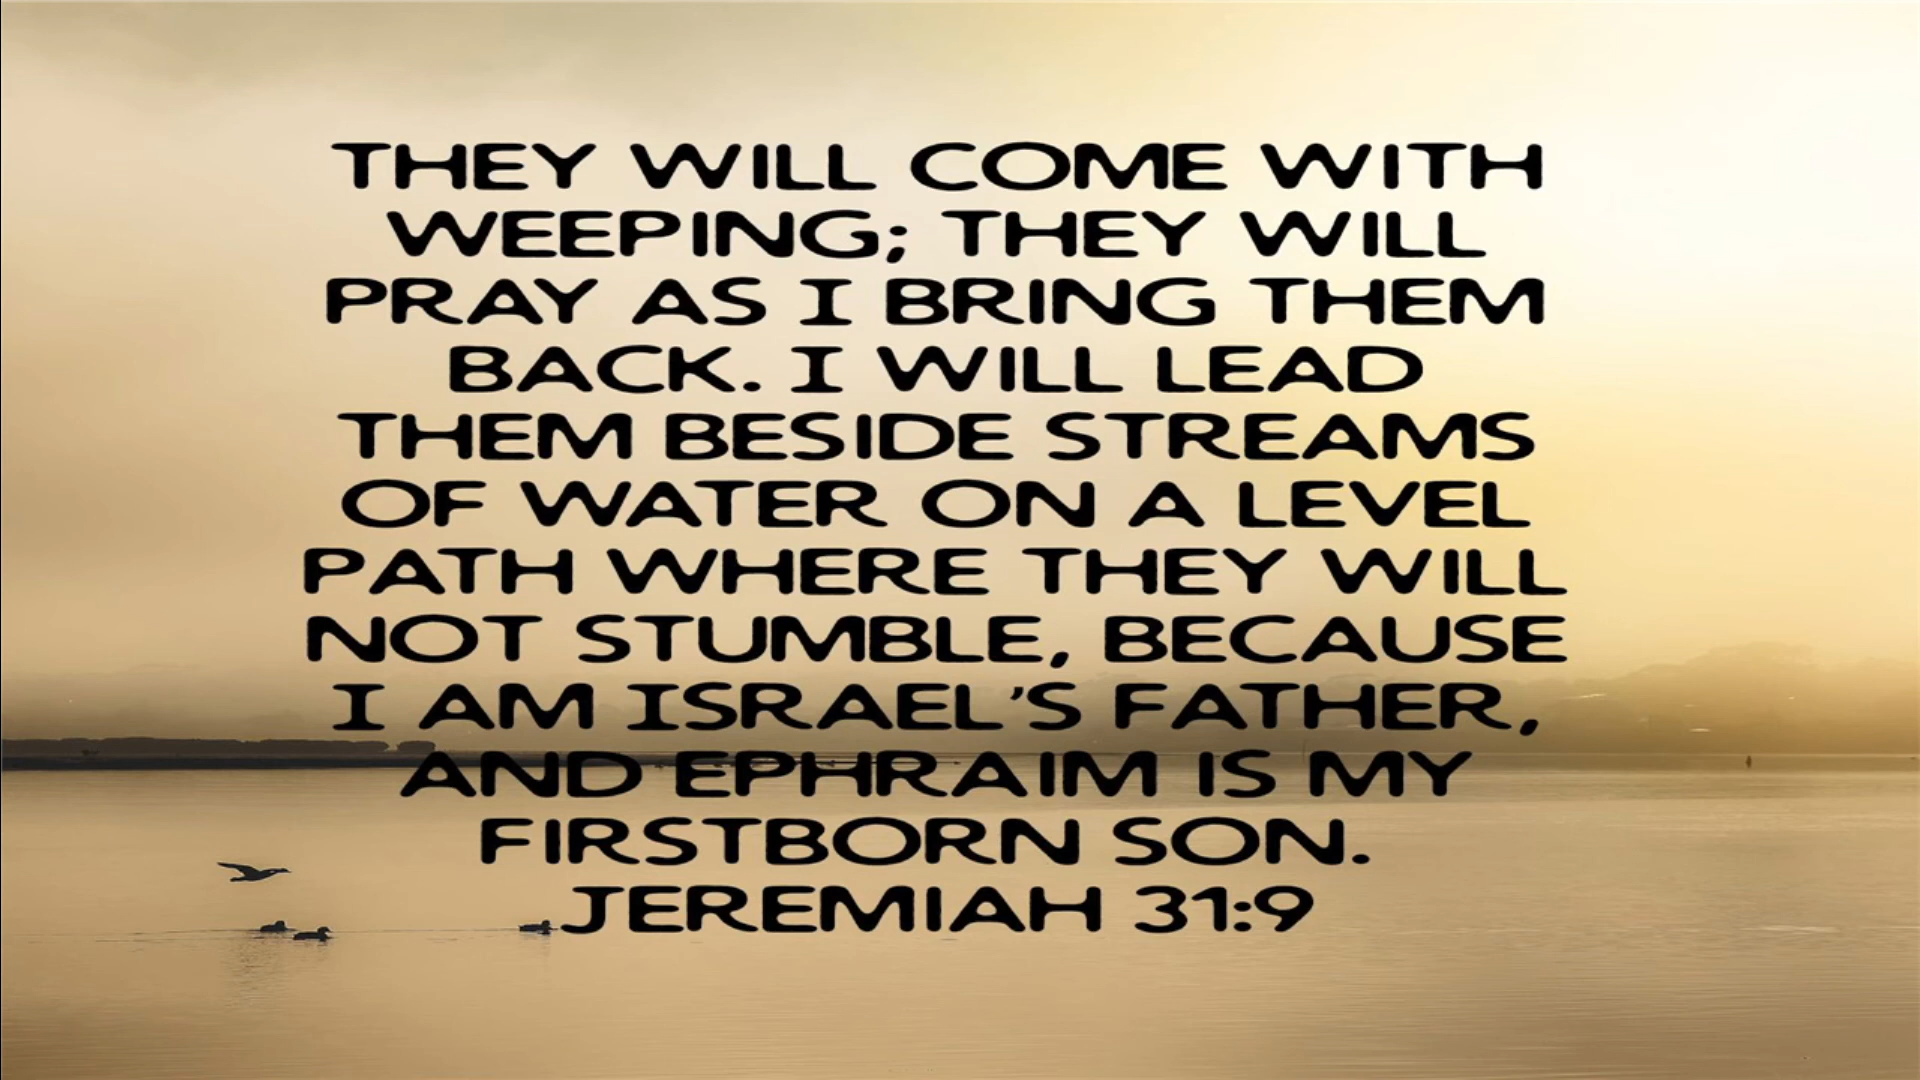 THEY WILL COME WITH
WEEPING; THEY WILL
PRAY AS I BRING THEM
BACK. I WILL LEAD
THEM BESIDE STREAMS
OF WATER ON A LEVEL
PATH WHERE THEY WILL
NOT STUMBLE, BECAUSE
I AM ISRAEL’S FATHER,
AND EPHRAIM IS MY
FIRSTBORN SON.
JEREMIAH 31:9